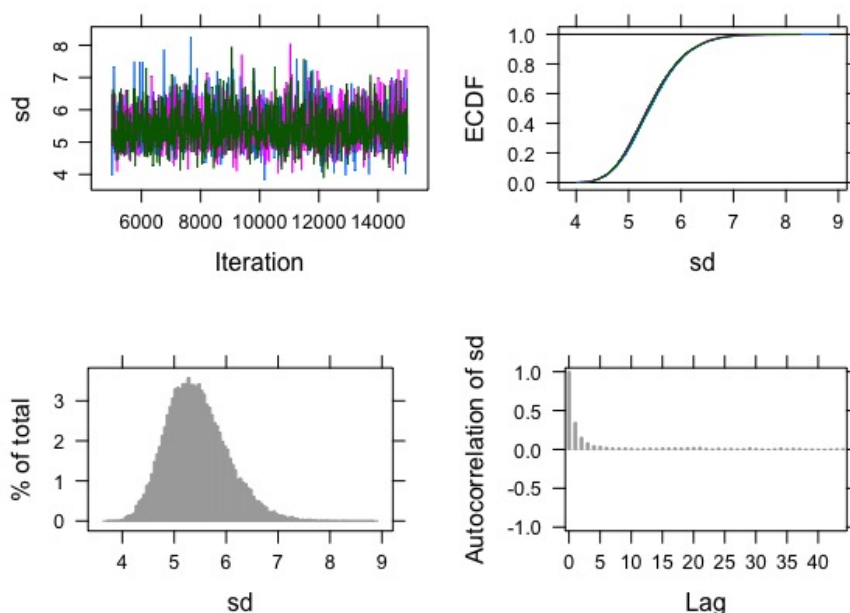 sd
8
7
6
5
4
6000 8000 10000 12000 14000
Iteration
ECDF
1.0
0.8
0.6
0.4
0.2
0.0
4 5 6 7 8 9
sd
% of total
3
2
1
0
4 5 6 7 8 9
sd
Autocorrelation of sd
1.0
0.5
0.0
-0.5
-1.0
0 5 10 15 20 25 30 35 40
Lag